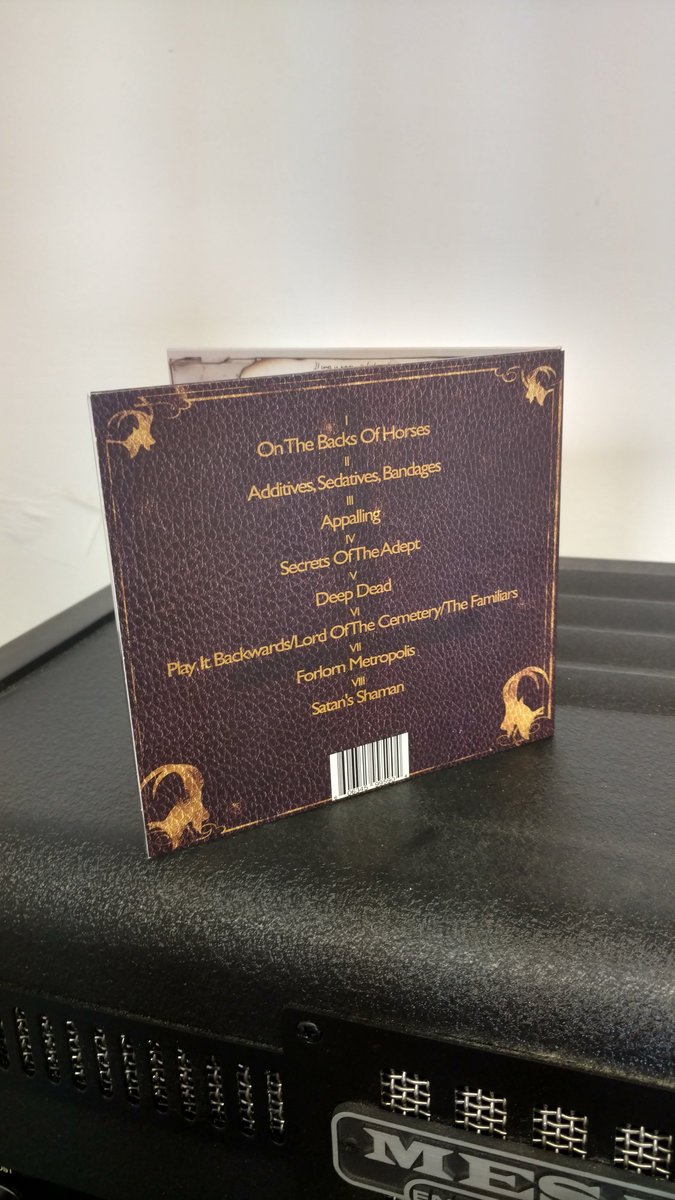 I
On The Backs Of Horses
II
Additives, Sedatives, Bandages
III
Appalling
IV
Secrets Of The Adept
V
Deep Dead
VI
Play It Backwards/Lord Of The Cemetery/The Familiars
VII
Forlorn Metropolis
VIII
Satan's Shaman
MES
EN